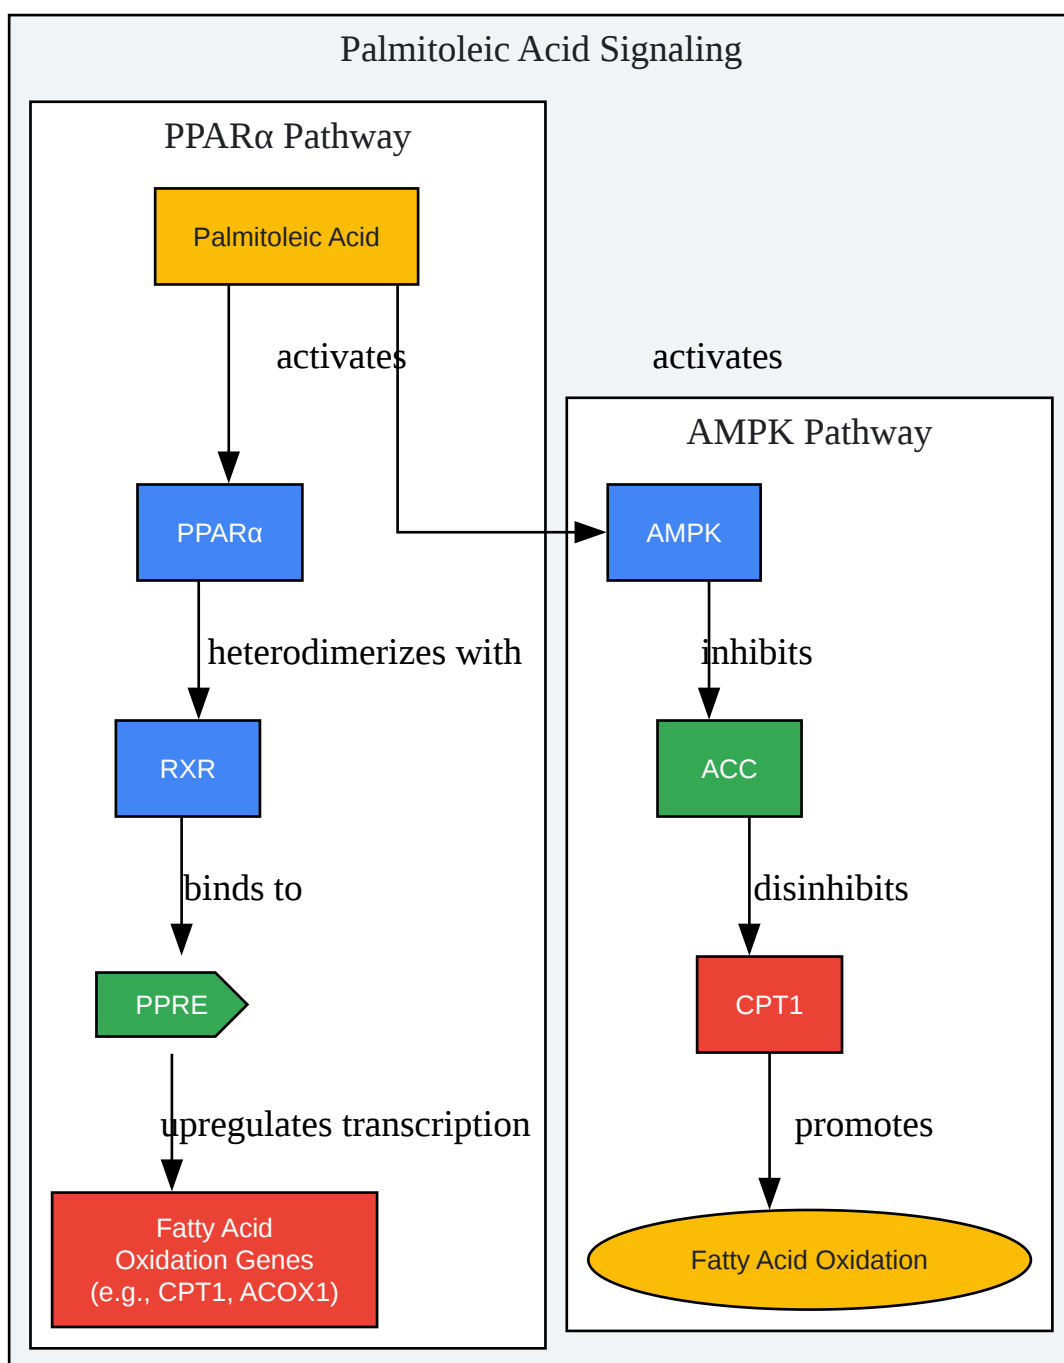 Palmitoleic Acid Signaling
PPARα Pathway
Palmitoleic Acid
activates
activates
AMPK Pathway
PPARα
AMPK
heterodimerizes with
inhibits
RXR
ACC
binds to
disinhibits
PPRE
CPT1
upregulates transcription
promotes
Fatty Acid
Oxidation Genes
(e.g., CPT1, ACOX1)
Fatty Acid Oxidation